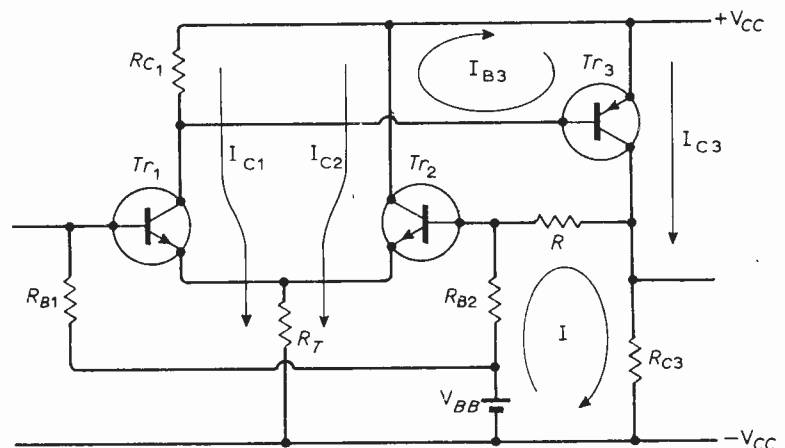 +VCC
RC1
IB3
Tr3
IC1
IC2
Tr1
Tr2
IC3
R
RB1
RB2
RT
I
RC3
VBB
−VCC